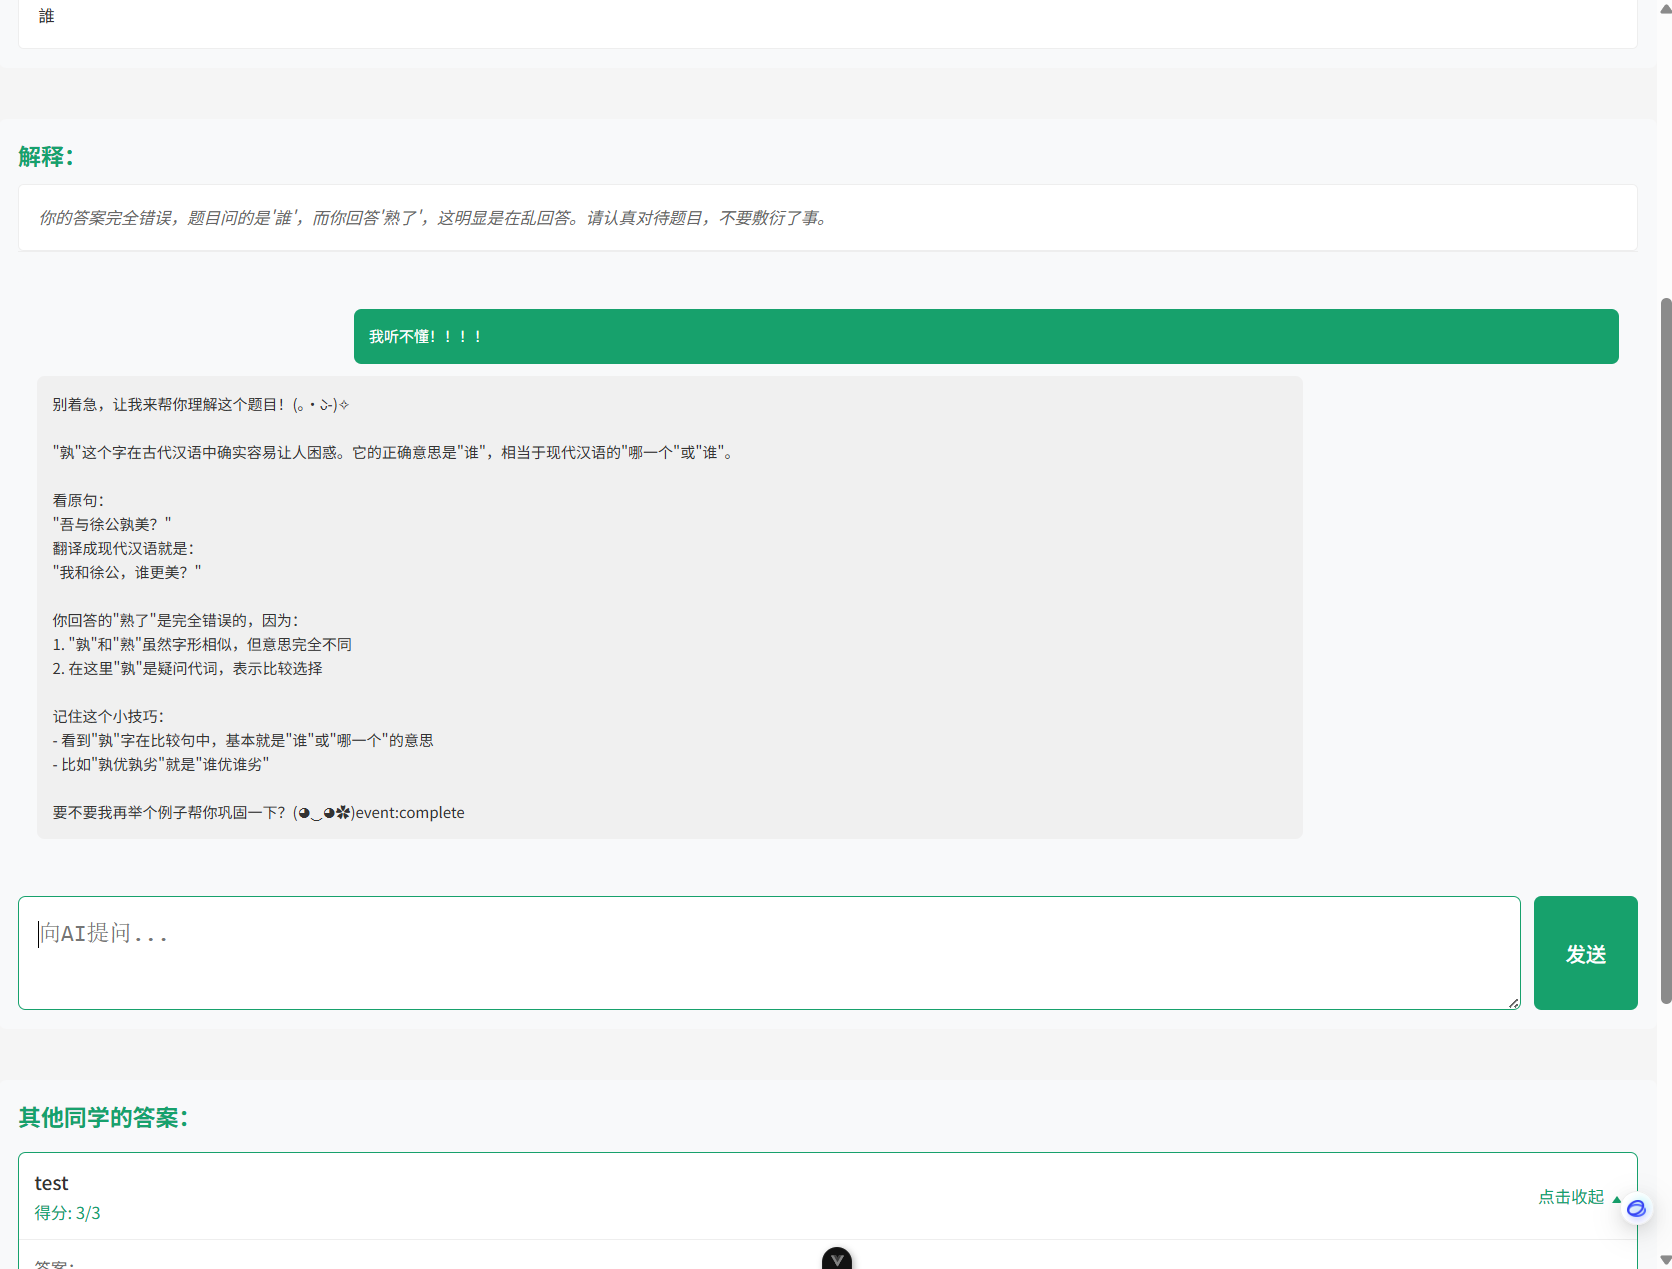 誰
解释：
你的答案完全错误，题目问的是'誰'，而你回答'熟了'，这明显是在乱回答。请认真对待题目，不要敷衍了事。
我听不懂！！！！
别着急，让我来帮你理解这个题目！(｡･ὼ-)✧
"孰"这个字在古代汉语中确实容易让人困惑。它的正确意思是"谁"，相当于现代汉语的"哪一个"或"谁"。
看原句：
"吾与徐公孰美？"
翻译成现代汉语就是：
"我和徐公，谁更美？"
你回答的"熟了"是完全错误的，因为：
1. "孰"和"熟"虽然字形相似，但意思完全不同
2. 在这里"孰"是疑问代词，表示比较选择
记住这个小技巧：
- 看到"孰"字在比较句中，基本就是"谁"或"哪一个"的意思
- 比如"孰优孰劣"就是"谁优谁劣"
要不要我再举个例子帮你巩固一下？(◕‿◕✿)event:complete
向AI提问...
发送
其他同学的答案：
test
得分: 3/3
点击收起 ▲
答案：